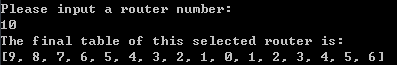 Please input a router number:
10
The final table of this selected router is:
[9, 8, 7, 6, 5, 4, 3, 2, 1, 0, 1, 2, 3, 4, 5, 6]